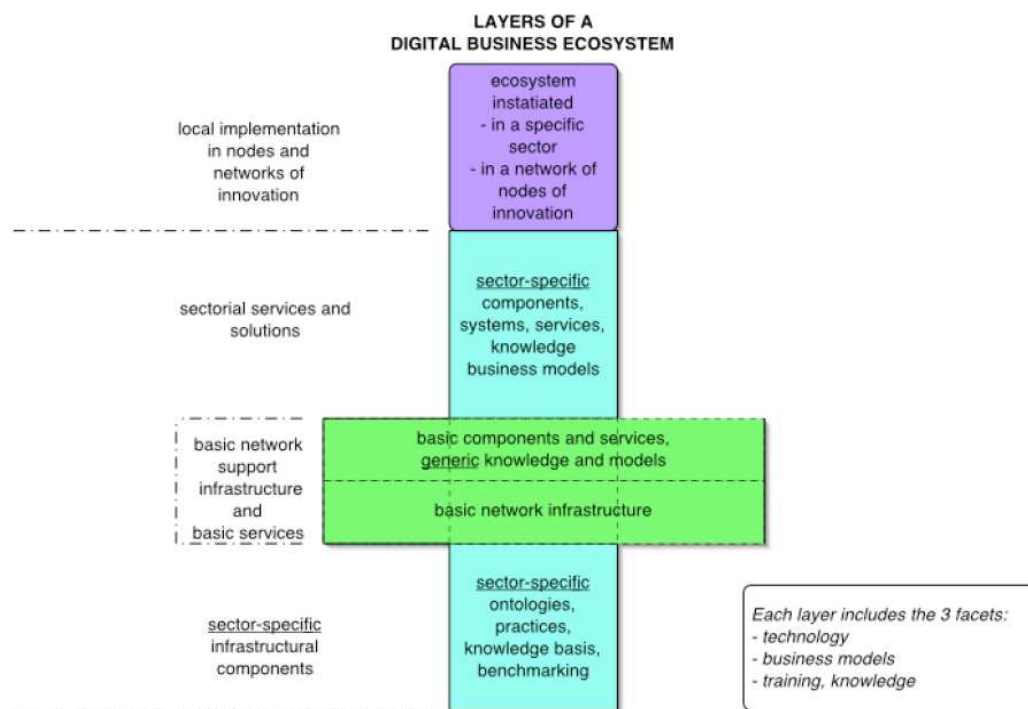 LAYERS OF A
DIGITAL BUSINESS ECOSYSTEM
local implementation
in nodes and
networks of
innovation
ecosystem
instatiated
- in a specific
sector
- in a network of
nodes of
innovation
sectorial services and
solutions
sector-specific
components,
systems, services,
knowledge
business models
basic network
support
infrastructure
and
basic services
basic components and services,
generic knowledge and models
basic network infrastructure
sector-specific
infrastructural
components
sector-specific
ontologies,
practices,
knowledge basis,
benchmarking
Each layer includes the 3 facets:
- technology
- business models
- training, knowledge